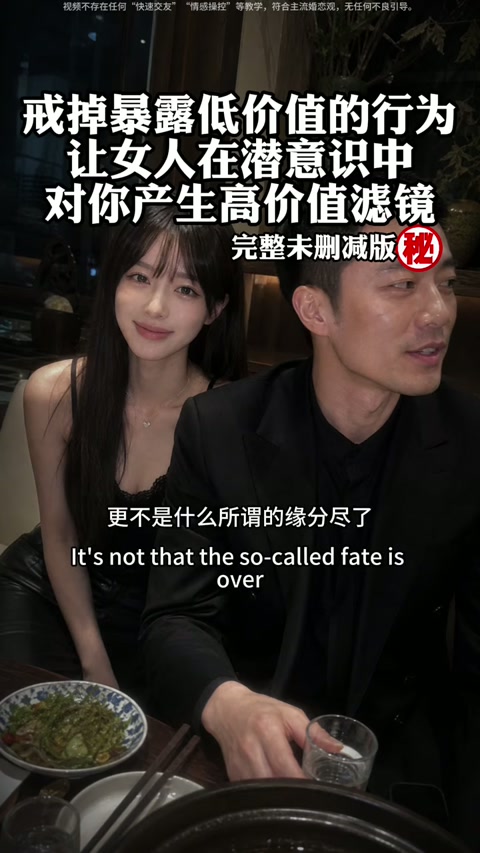 视频不存在任何“快速交友”“情感操控”等教学，符合主流婚恋观，无任何不良引导。
戒掉暴露低价值的行为
让女人在潜意识中
对你产生高价值滤镜
完整未删减版 秘
更不是什么所谓的缘分尽了
It's not that the so-called fate is
over